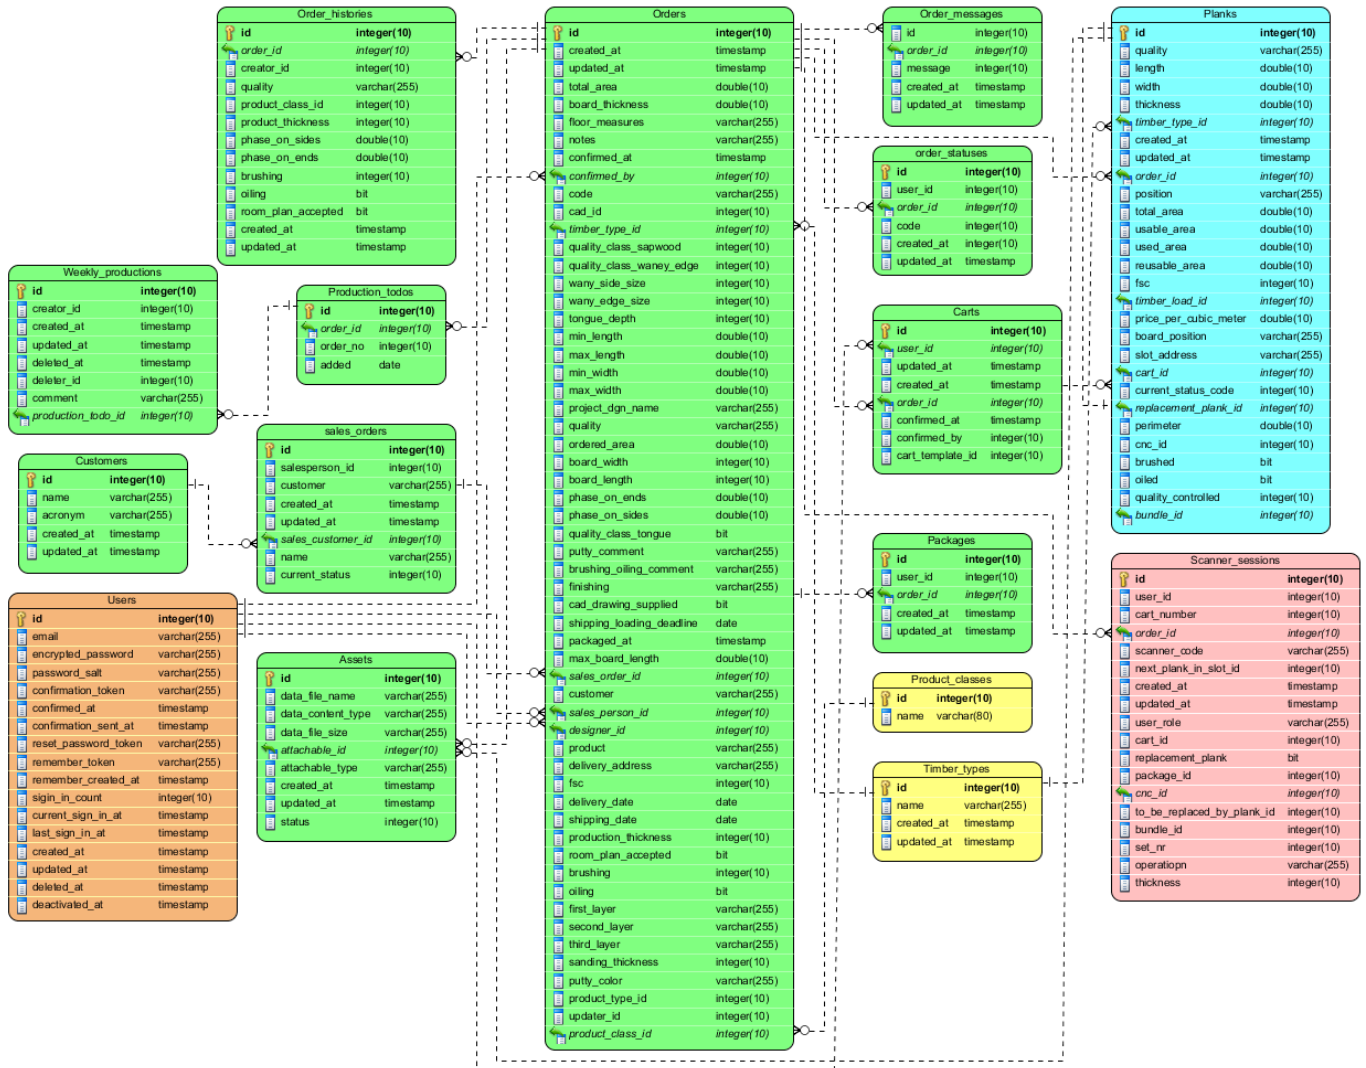 Order_histories
id integer(10)
order_id integer(10)
creator_id integer(10)
quality varchar(255)
product_class_id integer(10)
product_thickness integer(10)
phase_on_sides double(10)
phase_on_ends double(10)
brushing integer(10)
oiling bit
room_plan_accepted bit
created_at timestamp
updated_at timestamp
Weekly_productions
id integer(10)
creator_id integer(10)
created_at timestamp
updated_at timestamp
deleted_at timestamp
deleter_id integer(10)
comment varchar(255)
production_todo_id integer(10)
Production_todos
id integer(10)
order_id integer(10)
order_no integer(10)
added date
Customers
id integer(10)
name varchar(255)
acronym varchar(255)
created_at timestamp
updated_at timestamp
sales_orders
id integer(10)
salesperson_id integer(10)
customer varchar(255)
created_at timestamp
updated_at timestamp
sales_customer_id integer(10)
name varchar(255)
current_status integer(10)
Users
id integer(10)
email varchar(255)
encrypted_password varchar(255)
password_salt varchar(255)
confirmation_token varchar(255)
confirmed_at timestamp
confirmation_sent_at timestamp
reset_password_token varchar(255)
remember_token varchar(255)
remember_created_at timestamp
sigin_in_count integer(10)
current_sign_in_at timestamp
last_sign_in_at timestamp
created_at timestamp
updated_at timestamp
deleted_at timestamp
deactivated_at timestamp
Assets
id integer(10)
data_file_name varchar(255)
data_content_type varchar(255)
data_file_size varchar(255)
attachable_id integer(10)
attachable_type varchar(255)
created_at timestamp
updated_at timestamp
status integer(10)
Orders
id integer(10)
created_at timestamp
updated_at timestamp
total_area double(10)
board_thickness double(10)
floor_measures varchar(255)
notes varchar(255)
confirmed_at timestamp
confirmed_by integer(10)
code varchar(255)
cad_id integer(10)
timber_type_id integer(10)
quality_class_sapwood integer(10)
quality_class_waney_edge integer(10)
wany_side_size integer(10)
wany_edge_size integer(10)
tongue_depth integer(10)
min_length double(10)
max_length double(10)
min_width double(10)
max_width double(10)
project_dgn_name varchar(255)
quality varchar(255)
ordered_area double(10)
board_width integer(10)
board_length integer(10)
phase_on_ends double(10)
phase_on_sides double(10)
quality_class_tongue bit
putty_comment varchar(255)
brushing_oiling_comment varchar(255)
finishing varchar(255)
cad_drawing_supplied bit
shipping_loading_deadline date
packaged_at timestamp
max_board_length double(10)
sales_order_id integer(10)
customer varchar(255)
sales_person_id integer(10)
designer_id integer(10)
product varchar(255)
delivery_address varchar(255)
fsc integer(10)
delivery_date date
shipping_date date
production_thickness integer(10)
room_plan_accepted bit
brushing integer(10)
oiling bit
first_layer varchar(255)
second_layer varchar(255)
third_layer varchar(255)
sanding_thickness integer(10)
putty_color varchar(255)
product_type_id integer(10)
updater_id integer(10)
product_class_id integer(10)
Order_messages
id integer(10)
order_id integer(10)
message integer(10)
created_at timestamp
updated_at timestamp
order_statuses
id integer(10)
user_id integer(10)
order_id integer(10)
code integer(10)
created_at integer(10)
updated_at timestamp
Carts
id integer(10)
user_id integer(10)
updated_at timestamp
created_at timestamp
order_id integer(10)
confirmed_at timestamp
confirmed_by integer(10)
cart_template_id integer(10)
Packages
id integer(10)
user_id integer(10)
order_id integer(10)
created_at timestamp
updated_at timestamp
Product_classes
id integer(10)
name varchar(80)
Timber_types
id integer(10)
name varchar(255)
created_at timestamp
updated_at timestamp
Planks
id integer(10)
quality varchar(255)
length double(10)
width double(10)
thickness double(10)
timber_type_id integer(10)
created_at timestamp
updated_at timestamp
order_id integer(10)
position varchar(255)
total_area double(10)
usable_area double(10)
used_area double(10)
reusable_area double(10)
fsc integer(10)
timber_load_id integer(10)
price_per_cubic_meter double(10)
board_position varchar(255)
slot_address varchar(255)
cart_id integer(10)
current_status_code integer(10)
replacement_plank_id integer(10)
perimeter double(10)
cnc_id integer(10)
brushed bit
oiled bit
quality_controlled integer(10)
bundle_id integer(10)
Scanner_sessions
id integer(10)
user_id integer(10)
cart_number integer(10)
order_id integer(10)
scanner_code varchar(255)
next_plank_in_slot_id integer(10)
created_at timestamp
updated_at timestamp
user_role varchar(255)
cart_id integer(10)
replacement_plank bit
package_id integer(10)
cnc_id integer(10)
to_be_replaced_by_plank_id integer(10)
bundle_id integer(10)
set_nr integer(10)
operatiopn varchar(255)
thickness integer(10)